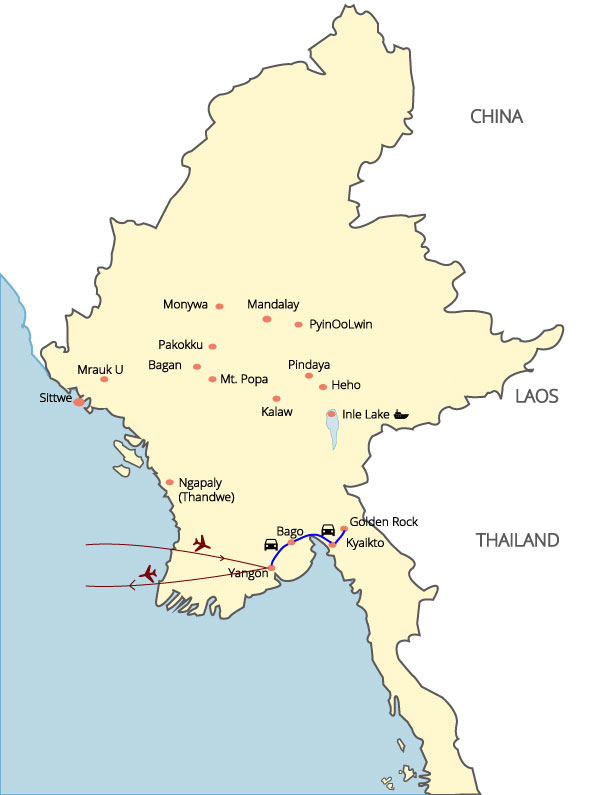 CHINA
Monywa
Mandalay
PyinOoLwin
Pakokku
Bagan
Mt. Popa
Pindaya
Heho
Mrauk U
Sittwe
Kalaw
Inle Lake
LAOS
Ngapaly
(Thandwe)
Golden Rock
Bago
Kyaikto
THAILAND
Yangon